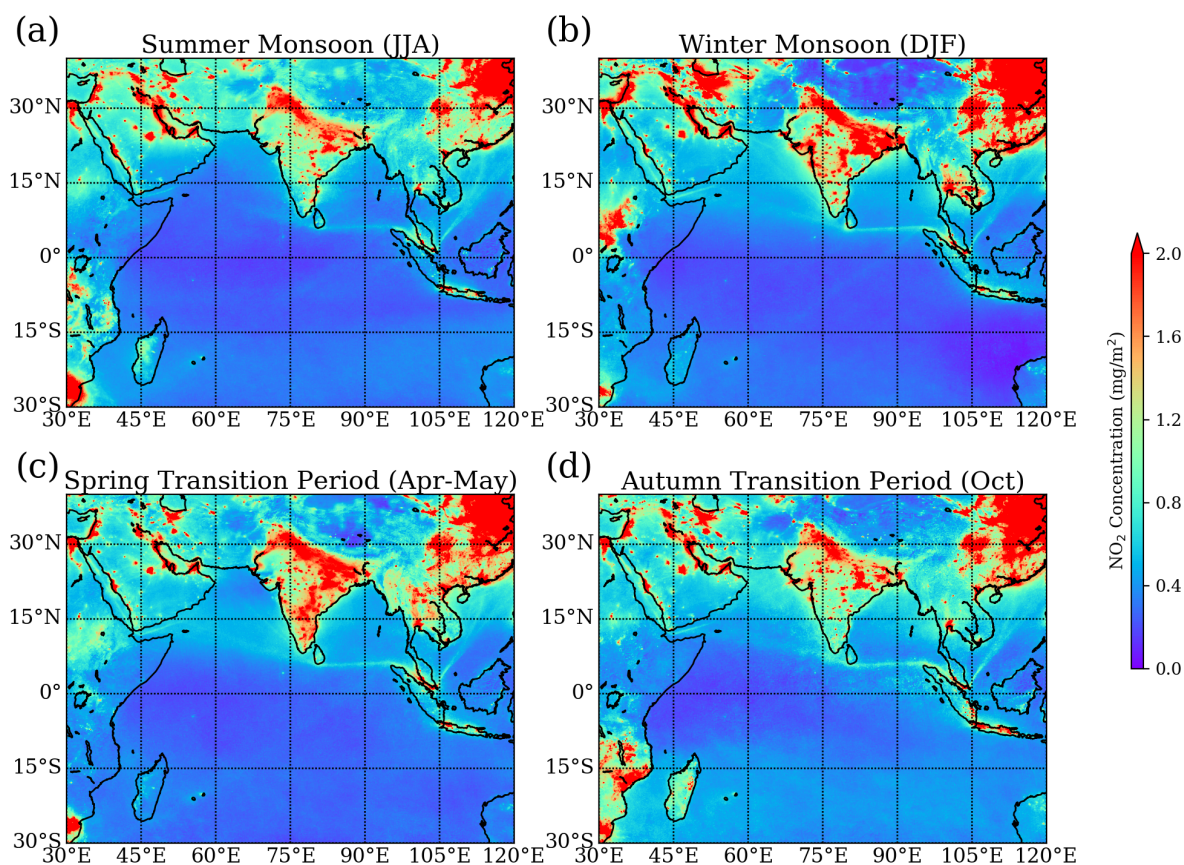 (a)
Summer Monsoon (JJA)
30°N
15°N
0°
15°S
30°S
30°E 45°E 60°E 75°E 90°E 105°E 120°E
(b)
Winter Monsoon (DJF)
30°N
15°N
0°
15°S
30°S
30°E 45°E 60°E 75°E 90°E 105°E 120°E
(c)
Spring Transition Period (Apr-May)
30°N
15°N
0°
15°S
30°S
30°E 45°E 60°E 75°E 90°E 105°E 120°E
(d)
Autumn Transition Period (Oct)
30°N
15°N
0°
15°S
30°S
30°E 45°E 60°E 75°E 90°E 105°E 120°E
2.0
1.6
1.2
0.8
0.4
0.0
NO₂ Concentration (mg/m²)